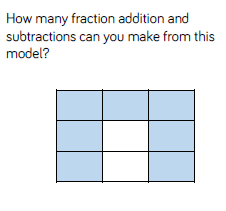 How many fraction addition and
subtractions can you make from this
model?